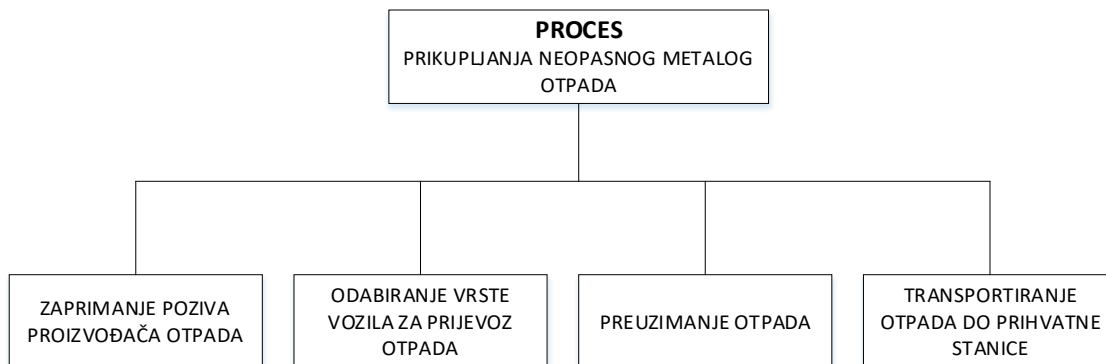 PROCES
PRIKUPLJANJA NEOPASNOG METALOG
OTPADA
ZAPRIMANJE POZIVA
PROIZVOĐAČA OTPADA
ODABIRANJE VRSTE
VOZILA ZA PRIJEVOZ
OTPADA
PREUZIMANJE OTPADA
TRANSPORTIRANJE
OTPADA DO PRIHVATNE
STANICE